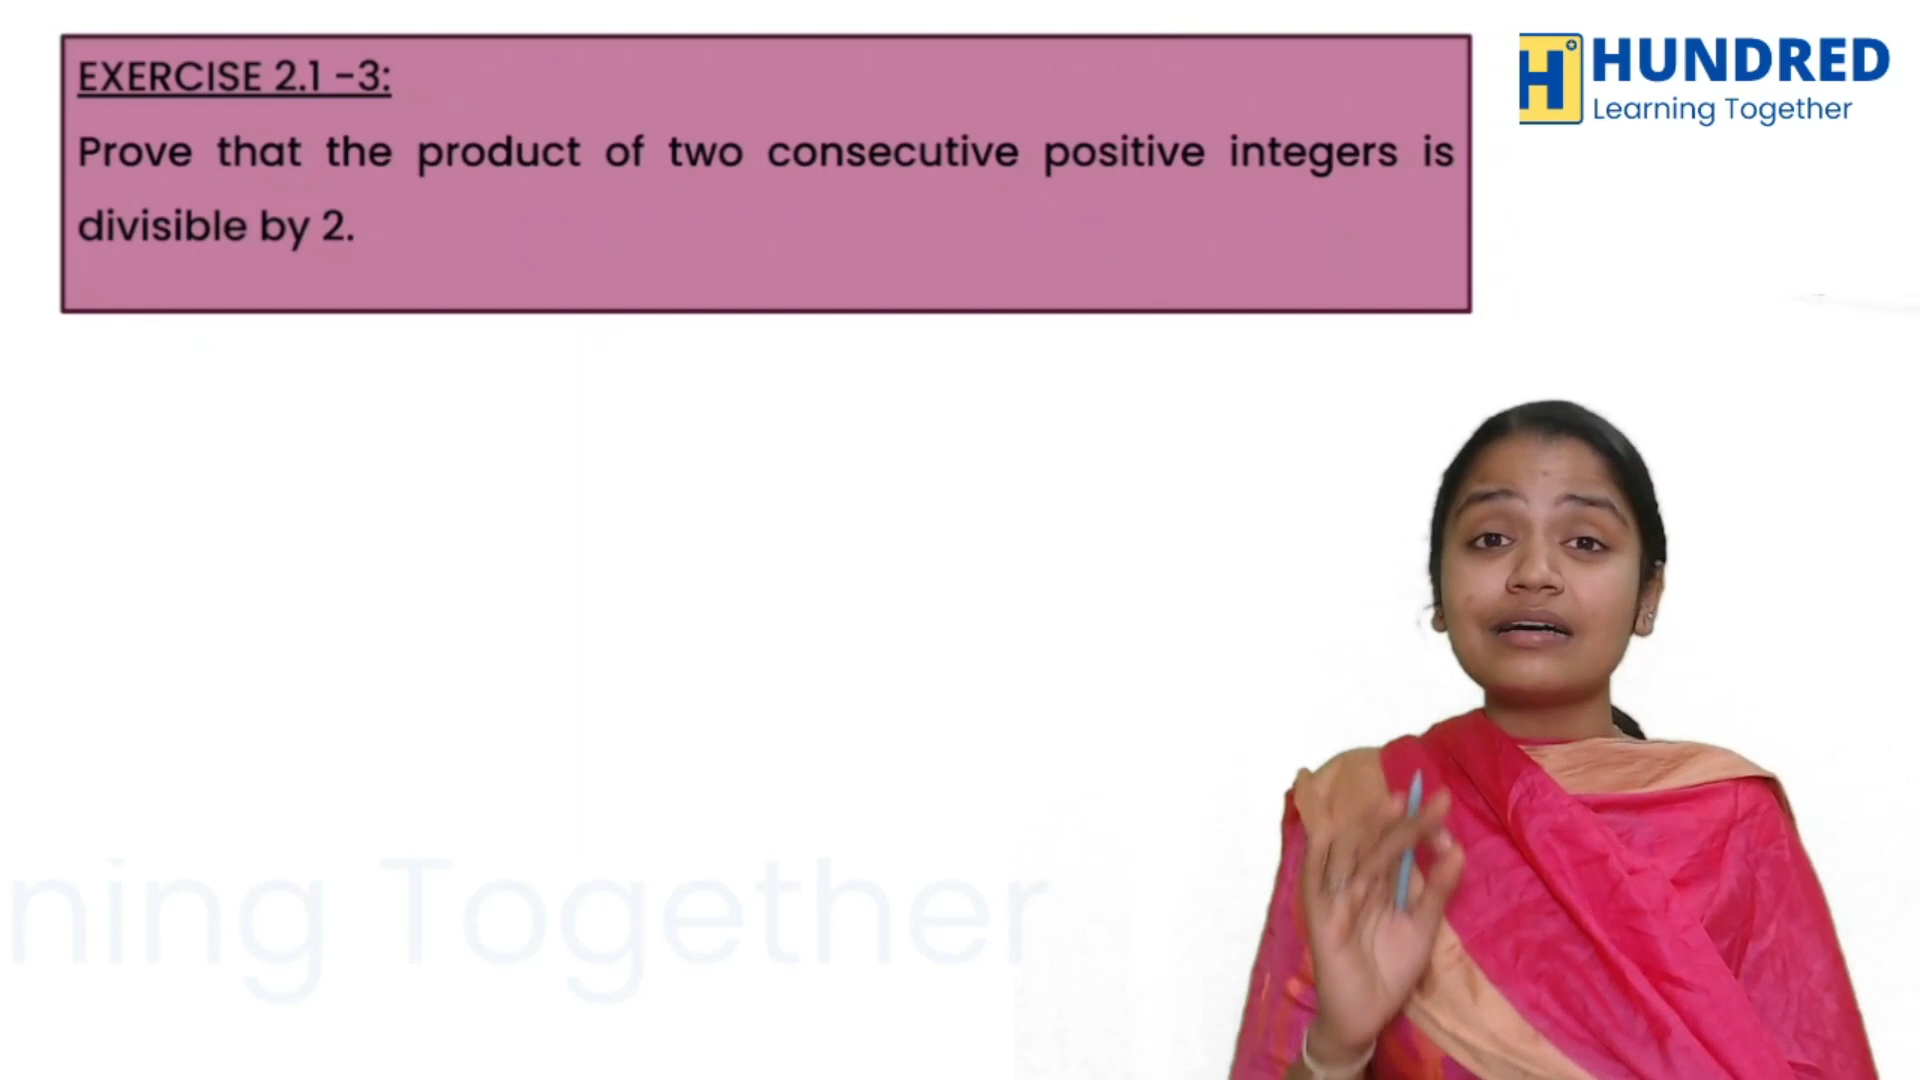 EXERCISE 2.1 -3:
Prove that the product of two consecutive positive integers is
divisible by 2.
H HUNDRED
Learning Together
ning Together